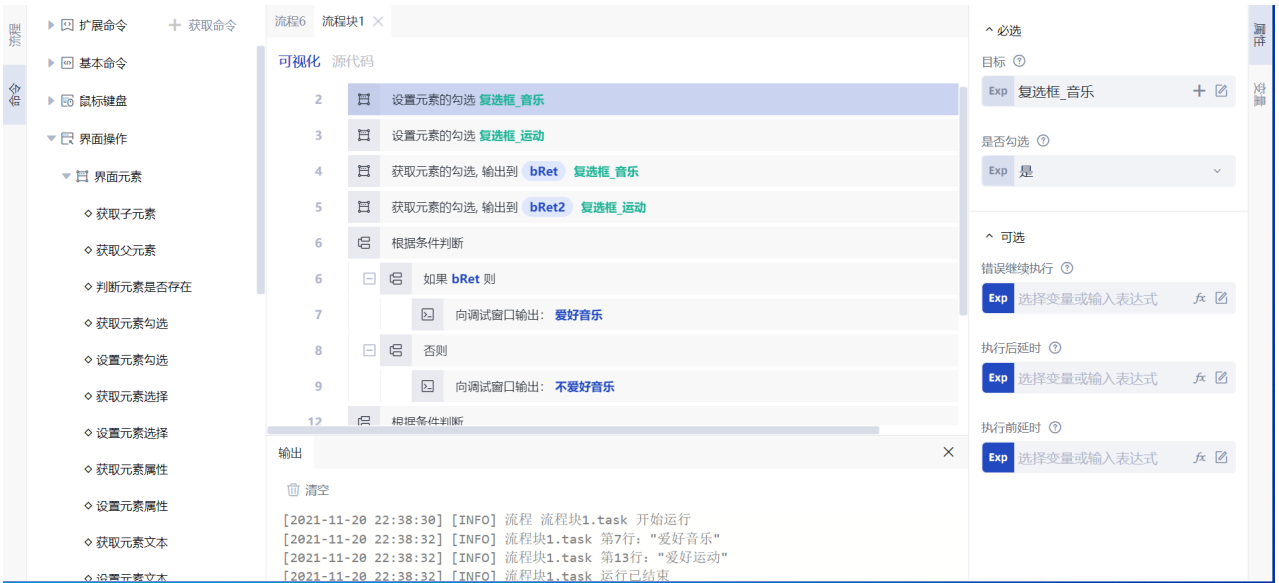 流程
命令
扩展命令
获取命令
基本命令
鼠标键盘
界面操作
界面元素
获取子元素
获取父元素
判断元素是否存在
获取元素勾选
设置元素勾选
获取元素选择
设置元素选择
获取元素属性
设置元素属性
获取元素文本
设置元素文本
流程6 流程块1
可视化 源代码
2 设置元素的勾选 复选框_音乐
3 设置元素的勾选 复选框_运动
4 获取元素的勾选, 输出到 bRet 复选框_音乐
5 获取元素的勾选, 输出到 bRet2 复选框_运动
6 根据条件判断
6 如果 bRet 则
7 向调试窗口输出: 爱好音乐
8 否则
9 向调试窗口输出: 不爱好音乐
12 根据条件判断
输出
清空
[2021-11-20 22:38:30] [INFO] 流程 流程块1.task 开始运行
[2021-11-20 22:38:32] [INFO] 流程块1.task 第7行: "爱好音乐"
[2021-11-20 22:38:32] [INFO] 流程块1.task 第13行: "爱好运动"
[2021-11-20 22:38:32] [INFO] 流程块1.task 运行已结束
必选
目标
Exp 复选框_音乐
是否勾选
Exp 是
可选
错误继续执行
Exp 选择变量或输入表达式 fx
执行后延时
Exp 选择变量或输入表达式 fx
执行前延时
Exp 选择变量或输入表达式 fx
属性
变量